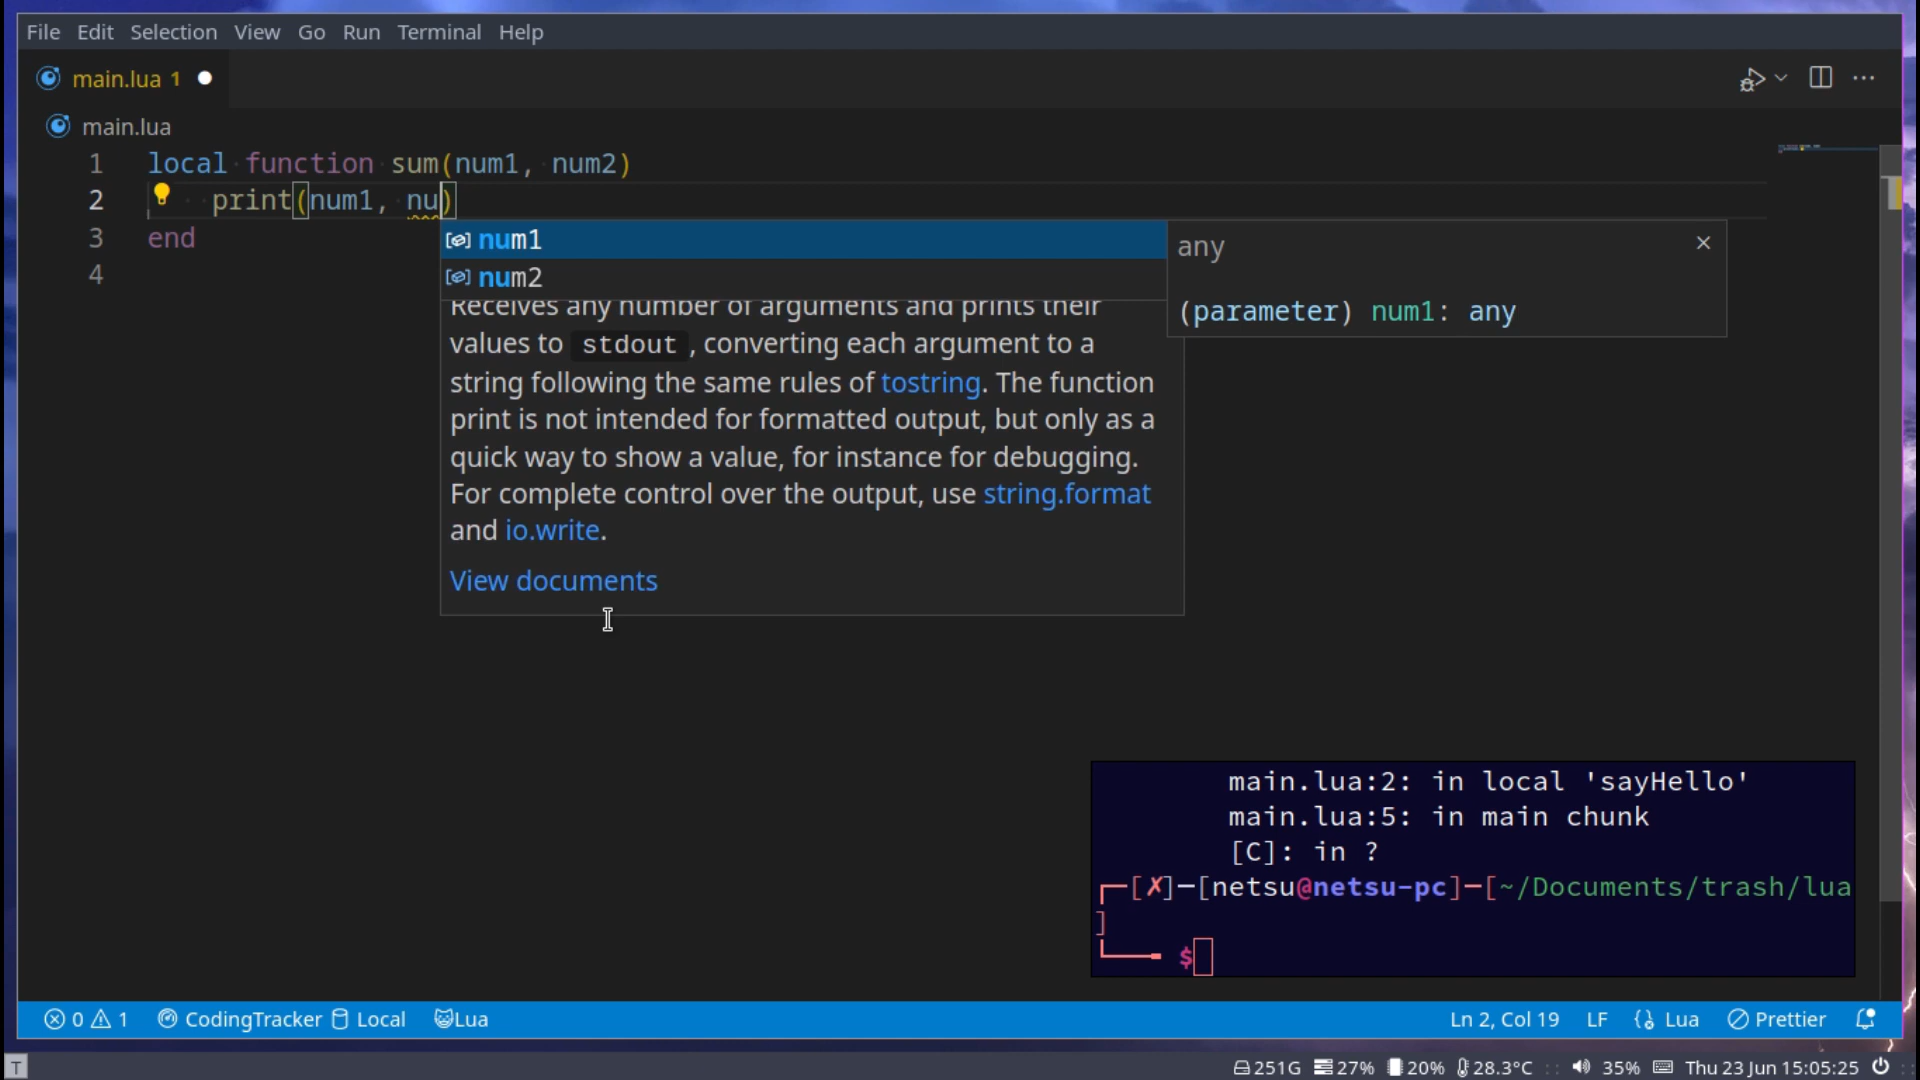 File Edit Selection View Go Run Terminal Help
main.lua 1
main.lua
1 local function sum(num1, num2)
2 print(num1, nu)
3 end
4
num1
num2
any
(parameter) num1: any
Receives any number of arguments and prints their
values to stdout , converting each argument to a
string following the same rules of tostring. The function
print is not intended for formatted output, but only as a
quick way to show a value, for instance for debugging.
For complete control over the output, use string.format
and io.write.
View documents
main.lua:2: in local 'sayHello'
main.lua:5: in main chunk
[C]: in ?
┌─[✗]─[netsu@netsu-pc]─[~/Documents/trash/lua
]
└──╼ $
0 1 CodingTracker Local Lua Ln 2, Col 19 LF Lua Prettier
T 251G 27% 20% 28.3°C :: 35% Thu 23 Jun 15:05:25